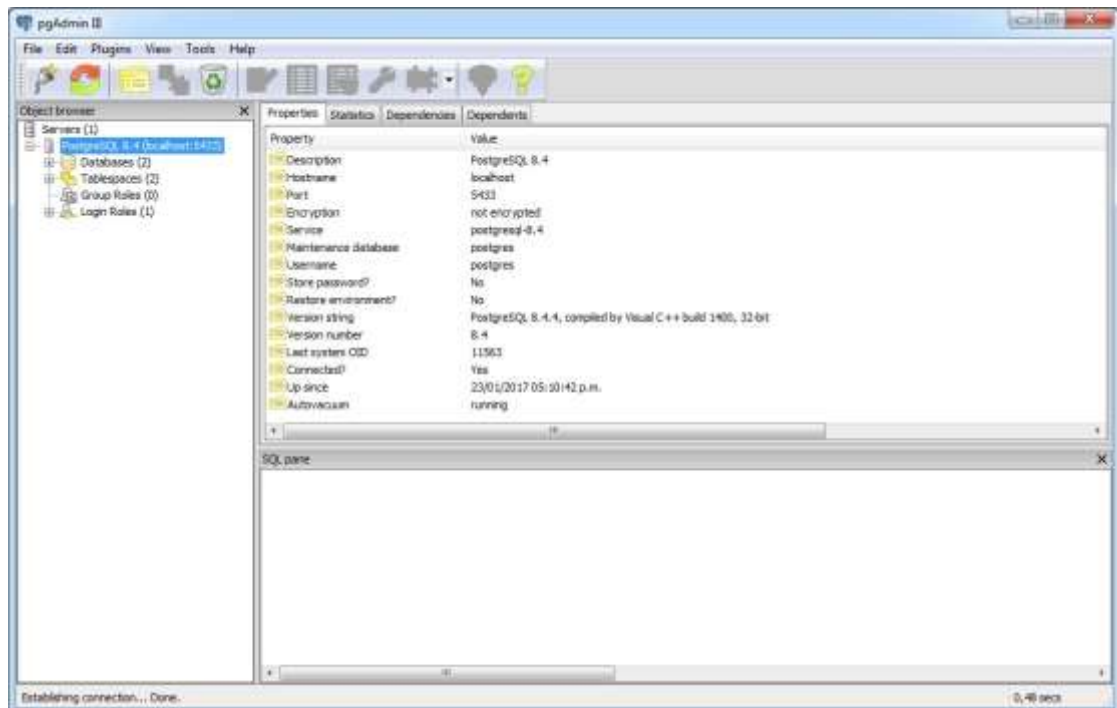 pgAdmin III
File Edit Plugins View Tools Help
Object browser
Servers (1)
PostgreSQL 8.4 (localhost:5433)
Databases (2)
Tablespaces (2)
Group Roles (0)
Login Roles (1)
Properties Statistics Dependencies Dependents
Property Value
Description PostgreSQL 8.4
Hostname localhost
Port 5433
Encryption not encrypted
Service postgresql-8.4
Maintenance database postgres
Username postgres
Store password? No
Restore environment? No
Version string PostgreSQL 8.4.4, compiled by Visual C++ build 1400, 32-bit
Version number 8.4
Last system OID 11563
Connected? Yes
Up since 23/01/2017 05:10:42 p.m.
Autovacuum running
SQL pane
Establishing connection... Done.
0,48 secs